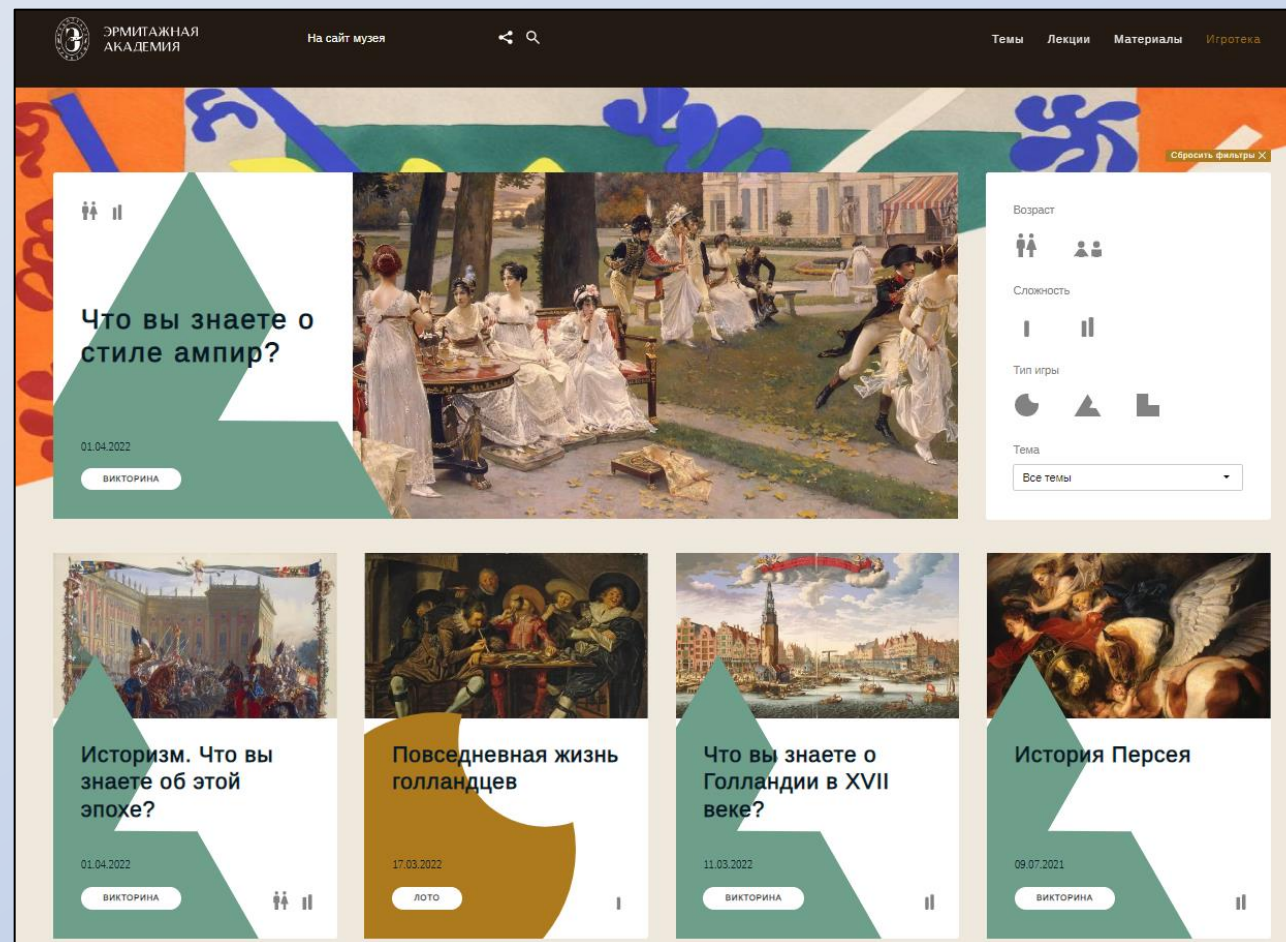 ЭРМИТАЖНАЯ
АКАДЕМИЯ
На сайт музея
Темы Лекции Материалы Игротека
Сбросить фильтры
Что вы знаете о
стиле ампир?
01.04.2022
ВИКТОРИНА
Возраст
Сложность
Тип игры
Тема
Все темы
Историзм. Что вы
знаете об этой
эпохе?
01.04.2022
ВИКТОРИНА
Повседневная жизнь
голландцев
17.03.2022
ЛОТО
Что вы знаете о
Голландии в XVII
веке?
11.03.2022
ВИКТОРИНА
История Персея
09.07.2021
ВИКТОРИНА